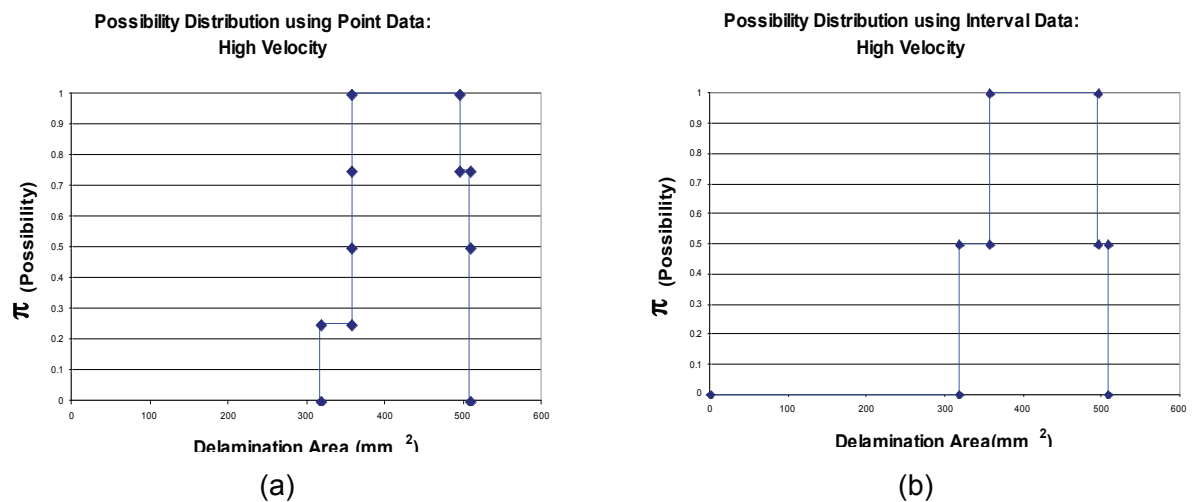 Possibility Distribution using Point Data:
High Velocity
1
0.9
0.8
0.7
0.6
0.5
0.4
0.3
0.2
0.1
0
π (Possibility)
0 100 200 300 400 500 600
Delamination Area (mm 2)
(a)
Possibility Distribution using Interval Data:
High Velocity
1
0.9
0.8
0.7
0.6
0.5
0.4
0.3
0.2
0.1
0
π (Possibility)
0 100 200 300 400 500 600
Delamination Area(mm 2)
(b)